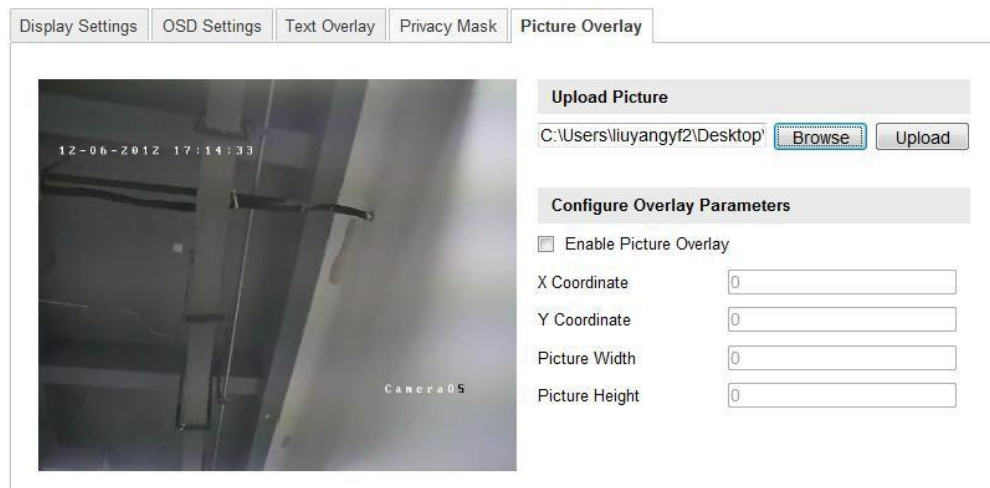 Display Settings OSD Settings Text Overlay Privacy Mask Picture Overlay
12-06-2012 17:14:33
Camera05
Upload Picture
C:\Users\liuyangyf2\Desktop\ Browse Upload
Configure Overlay Parameters
Enable Picture Overlay
X Coordinate 0
Y Coordinate 0
Picture Width 0
Picture Height 0